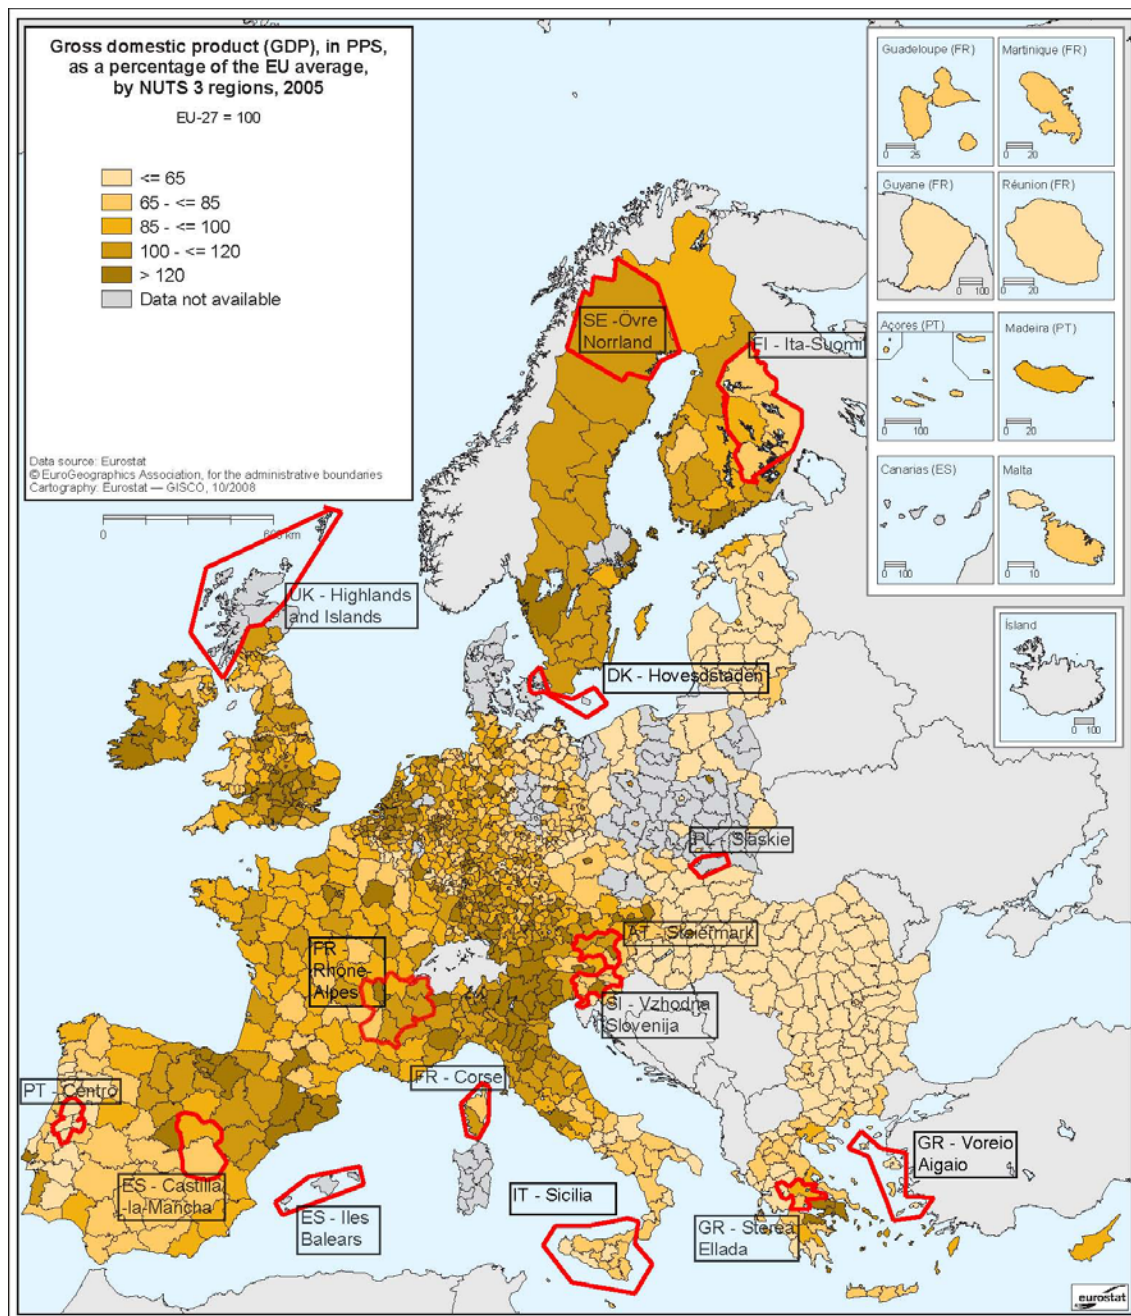 Gross domestic product (GDP), in PPS,
as a percentage of the EU average,
by NUTS 3 regions, 2005
EU-27 = 100
<= 65
65 - <= 85
85 - <= 100
100 - <= 120
> 120
Data not available
Data source: Eurostat
© EuroGeographics Association, for the administrative boundaries
Cartography: Eurostat — GISCO, 10/2008
0
600 km
Guadeloupe (FR)
0 25
Martinique (FR)
0 20
Guyane (FR)
0 100
Réunion (FR)
0 20
Açores (PT)
0 100
Madeira (PT)
0 20
Canarias (ES)
0 100
Malta
0 10
Ísland
0 100
SE -Övre
Norrland
FI - Ita-Suomi
UK - Highlands
and Islands
DK - Hovesdstaden
PL - Slaskie
AT - Steiermark
FR
Rhône-
Alpes
SI - Vzhodna
Slovenija
FR - Corse
PT - Centro
ES - Castilla
-la-Mancha
ES - Iles
Balears
IT - Sicilia
GR - Voreio
Aigaio
GR - Sterea
Ellada
eurostat